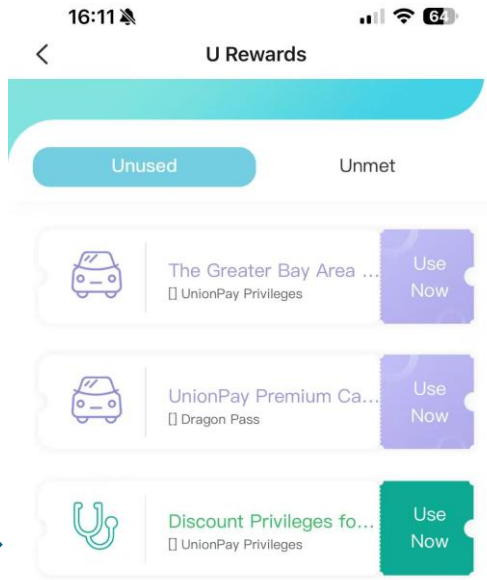 16:11
64
U Rewards
Unused
Unmet
The Greater Bay Area ...
[] UnionPay Privileges
Use
Now
UnionPay Premium Ca...
[] Dragon Pass
Use
Now
Discount Privileges fo...
[] UnionPay Privileges
Use
Now